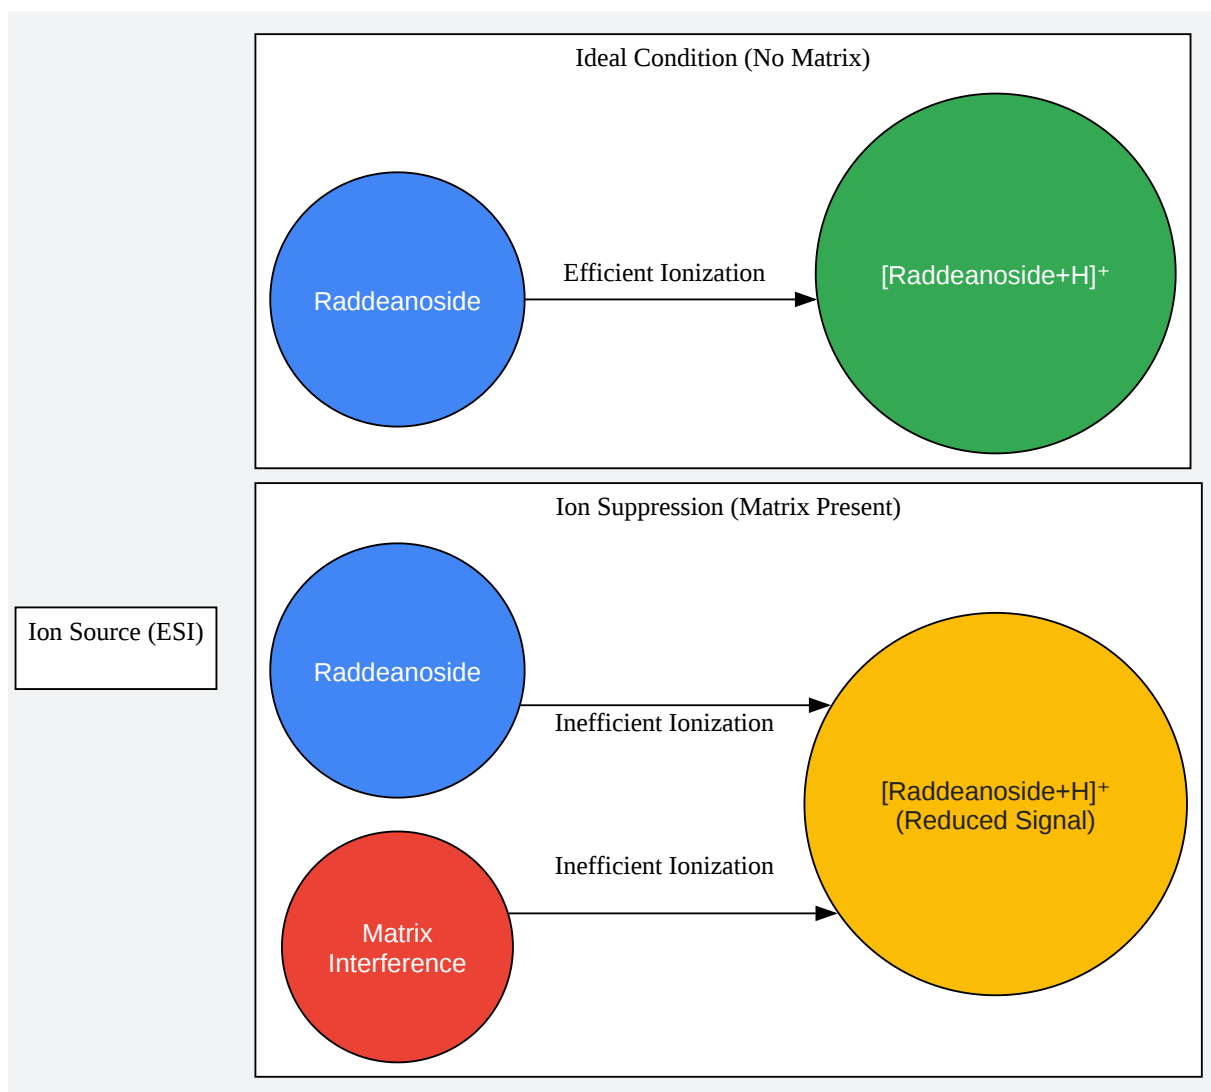 Ideal Condition (No Matrix)
Raddeanoside
Efficient Ionization
[Raddeanoside+H]⁺
Ion Suppression (Matrix Present)
Ion Source (ESI)
Raddeanoside
Inefficient Ionization
[Raddeanoside+H]⁺
(Reduced Signal)
Inefficient Ionization
Matrix
Interference